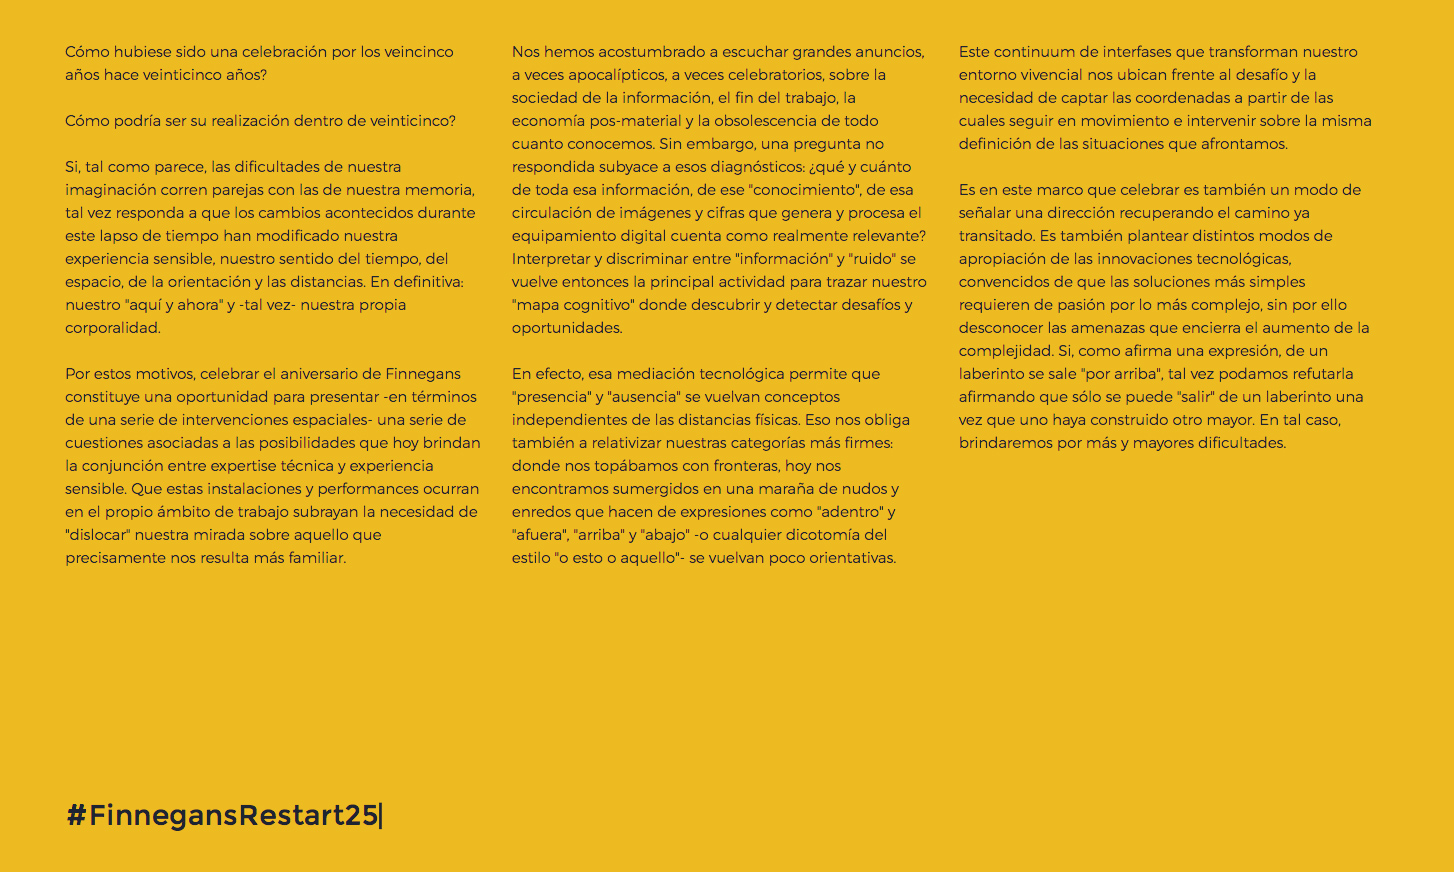 Cómo hubiese sido una celebración por los veincinco
años hace veinticinco años?
Cómo podría ser su realización dentro de veinticinco?
Si, tal como parece, las dificultades de nuestra
imaginación corren parejas con las de nuestra memoria,
tal vez responda a que los cambios acontecidos durante
este lapso de tiempo han modificado nuestra
experiencia sensible, nuestro sentido del tiempo, del
espacio, de la orientación y las distancias. En definitiva:
nuestro "aquí y ahora" y -tal vez- nuestra propia
corporalidad.
Por estos motivos, celebrar el aniversario de Finnegans
constituye una oportunidad para presentar -en términos
de una serie de intervenciones espaciales- una serie de
cuestiones asociadas a las posibilidades que hoy brindan
la conjunción entre expertise técnica y experiencia
sensible. Que estas instalaciones y performances ocurran
en el propio ámbito de trabajo subrayan la necesidad de
"dislocar" nuestra mirada sobre aquello que
precisamente nos resulta más familiar.
Nos hemos acostumbrado a escuchar grandes anuncios,
a veces apocalípticos, a veces celebratorios, sobre la
sociedad de la información, el fin del trabajo, la
economía pos-material y la obsolescencia de todo
cuanto conocemos. Sin embargo, una pregunta no
respondida subyace a esos diagnósticos: ¿qué y cuánto
de toda esa información, de ese "conocimiento", de esa
circulación de imágenes y cifras que genera y procesa el
equipamiento digital cuenta como realmente relevante?
Interpretar y discriminar entre "información" y "ruido" se
vuelve entonces la principal actividad para trazar nuestro
"mapa cognitivo" donde descubrir y detectar desafíos y
oportunidades.
En efecto, esa mediación tecnológica permite que
"presencia" y "ausencia" se vuelvan conceptos
independientes de las distancias físicas. Eso nos obliga
también a relativizar nuestras categorías más firmes:
donde nos topábamos con fronteras, hoy nos
encontramos sumergidos en una maraña de nudos y
enredos que hacen de expresiones como "adentro" y
"afuera", "arriba" y "abajo" -o cualquier dicotomía del
estilo "o esto o aquello"- se vuelvan poco orientativas.
Este continuum de interfases que transforman nuestro
entorno vivencial nos ubican frente al desafío y la
necesidad de captar las coordenadas a partir de las
cuales seguir en movimiento e intervenir sobre la misma
definición de las situaciones que afrontamos.
Es en este marco que celebrar es también un modo de
señalar una dirección recuperando el camino ya
transitado. Es también plantear distintos modos de
apropiación de las innovaciones tecnológicas,
convencidos de que las soluciones más simples
requieren de pasión por lo más complejo, sin por ello
desconocer las amenazas que encierra el aumento de la
complejidad. Si, como afirma una expresión, de un
laberinto se sale "por arriba", tal vez podamos refutarla
afirmando que sólo se puede "salir" de un laberinto una
vez que uno haya construido otro mayor. En tal caso,
brindaremos por más y mayores dificultades.
#FinnegansRestart25|